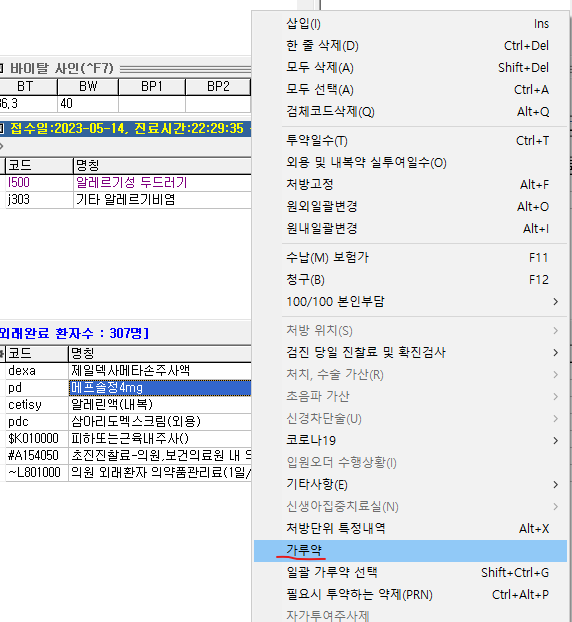 바이탈 사인(^F7)
BT BW BP1 BP2
36,3 40
접수일:2023-05-14, 진료시간:22:29:35
코드 명칭
l500 알레르기성 두드러기
j303 기타 알레르기비염
외래완료 환자수 : 307명]
코드 명칭
dexa 제일덱사메타손주사액
pd 메프솔정4mg
cetisy 알레린액(내복)
pdc 삼아리도멕스크림(외용)
$K010000 피하또는근육내주사()
#A154050 초진진찰료-의원,보건의료원 내 의
~L801000 의원 외래환자 의약품관리료(1일/
삽입(I) Ins
한 줄 삭제(D) Ctrl+Del
모두 삭제(A) Shift+Del
모두 선택(A) Ctrl+A
검체코드삭제(Q) Alt+Q
투약일수(T) Ctrl+T
외용 및 내복약 실투여일수(O)
처방고정 Alt+F
원외일괄변경 Alt+O
원내일괄변경 Alt+I
수납(M) 보험가 F11
청구(B) F12
100/100 본인부담
처방 위치(S)
검진 당일 진찰료 및 확진검사
처치, 수술 가산(R)
초음파 가산
신경차단술(U)
코로나19
입원오더 수행상황(I)
기타사항(E)
신생아집중치료실(N)
처방단위 특정내역 Alt+X
가루약
일괄 가루약 선택 Shift+Ctrl+G
필요시 투약하는 약제(PRN) Ctrl+Alt+P
자가투여주사제